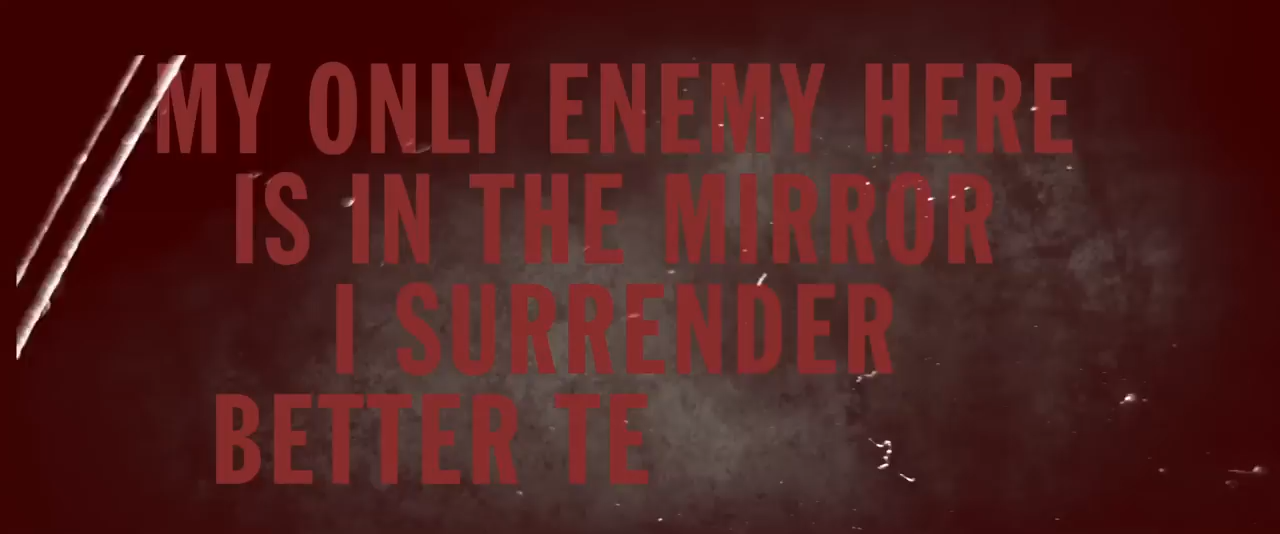 MY ONLY ENEMY HERE
IS IN THE MIRROR
I SURRENDER
BETTER TE